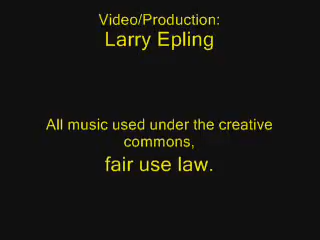 Video/Production:
Larry Epling
All music used under the creative
commons,
fair use law.